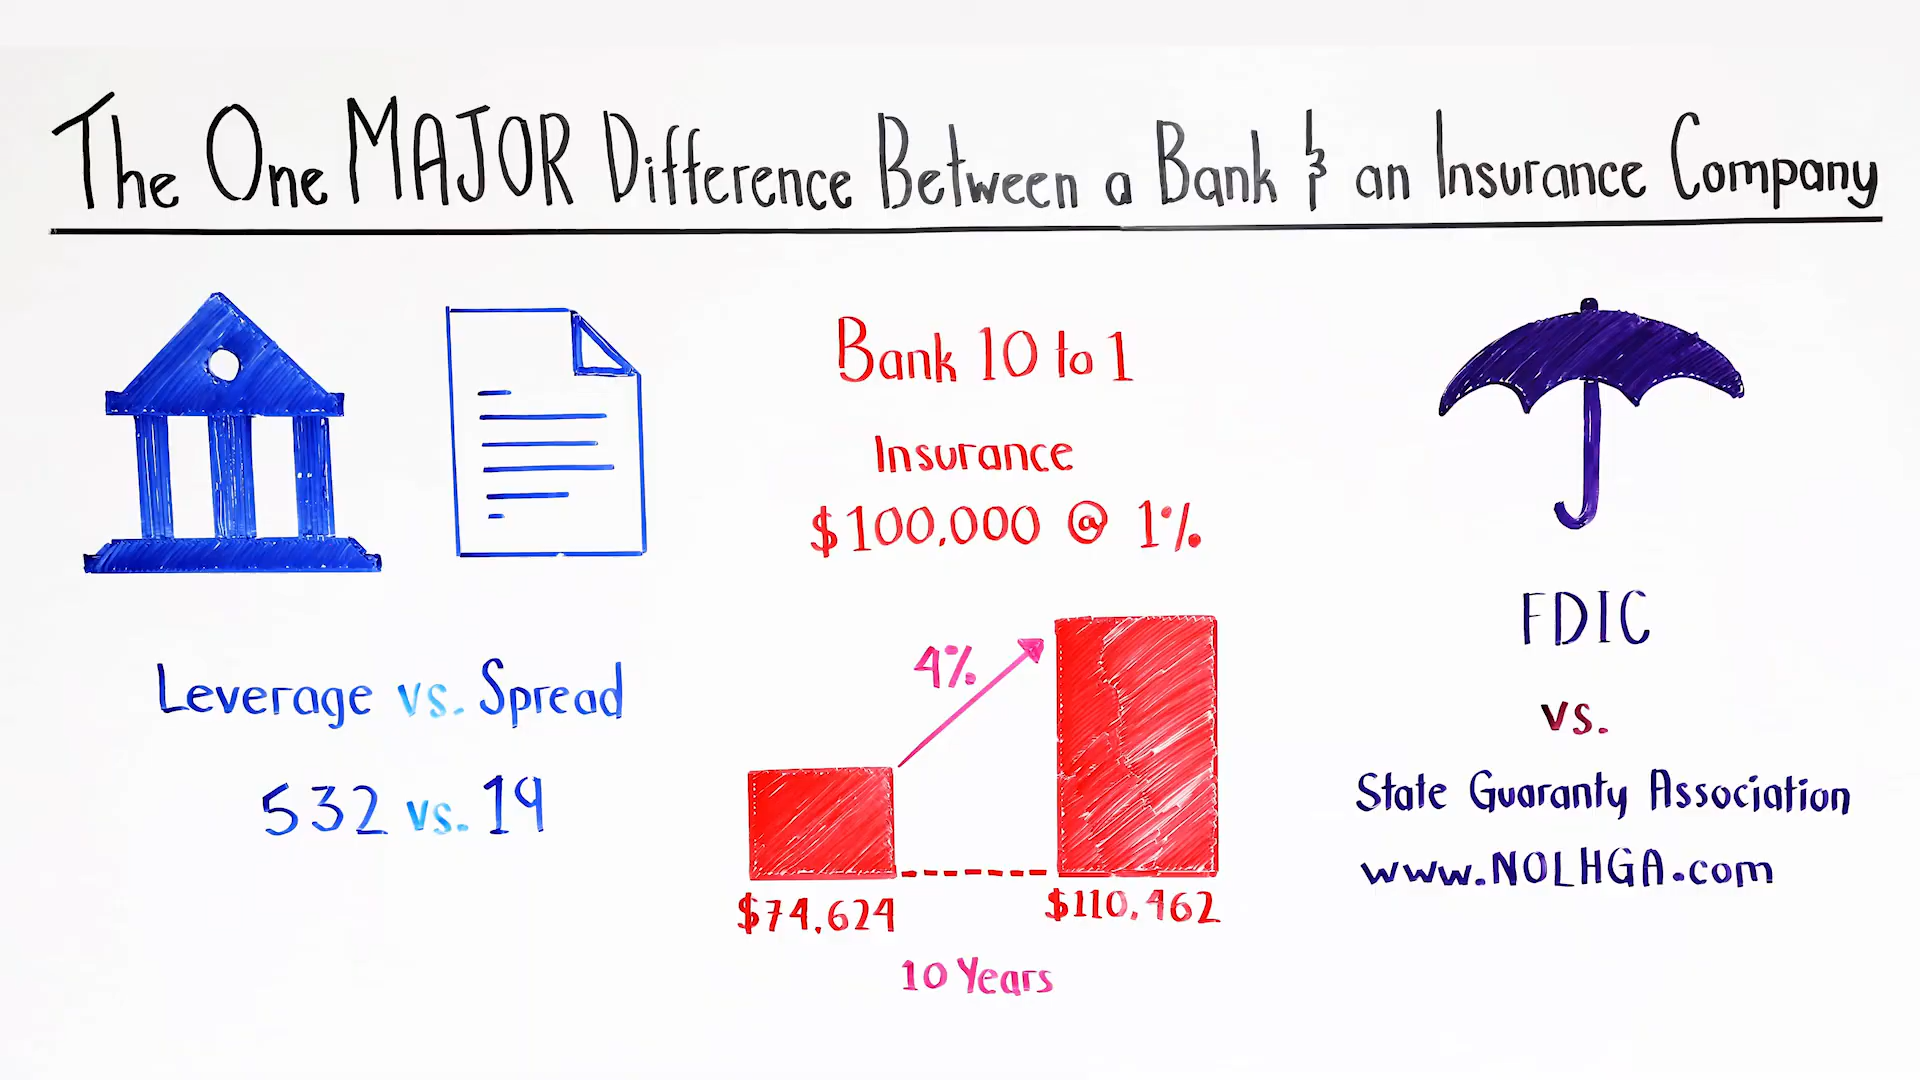 The One MAJOR Difference Between a Bank & an Insurance Company
Leverage vs. Spread
532 vs. 19
Bank 10 to 1
Insurance
$100,000 @ 1%
4%
$74,624
$110,462
10 Years
FDIC
vs.
State Guaranty Association
www.NOLHGA.com